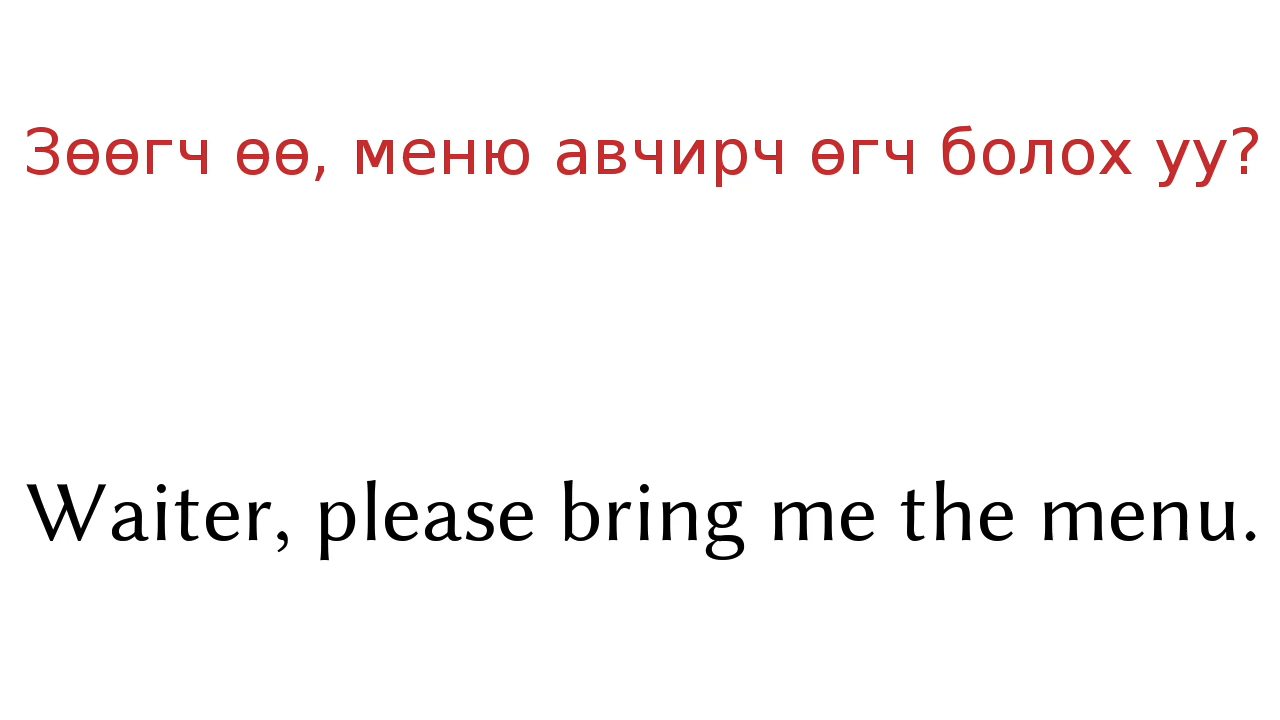 Зөөгч өө, меню авчирч өгч болох уу?
Waiter, please bring me the menu.